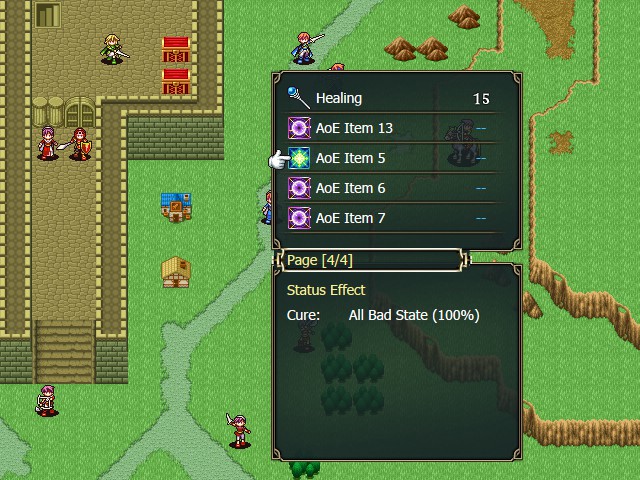 Healing 15
AoE Item 13 --
AoE Item 5 --
AoE Item 6 --
AoE Item 7 --
Page [4/4]
Status Effect
Cure: All Bad State (100%)